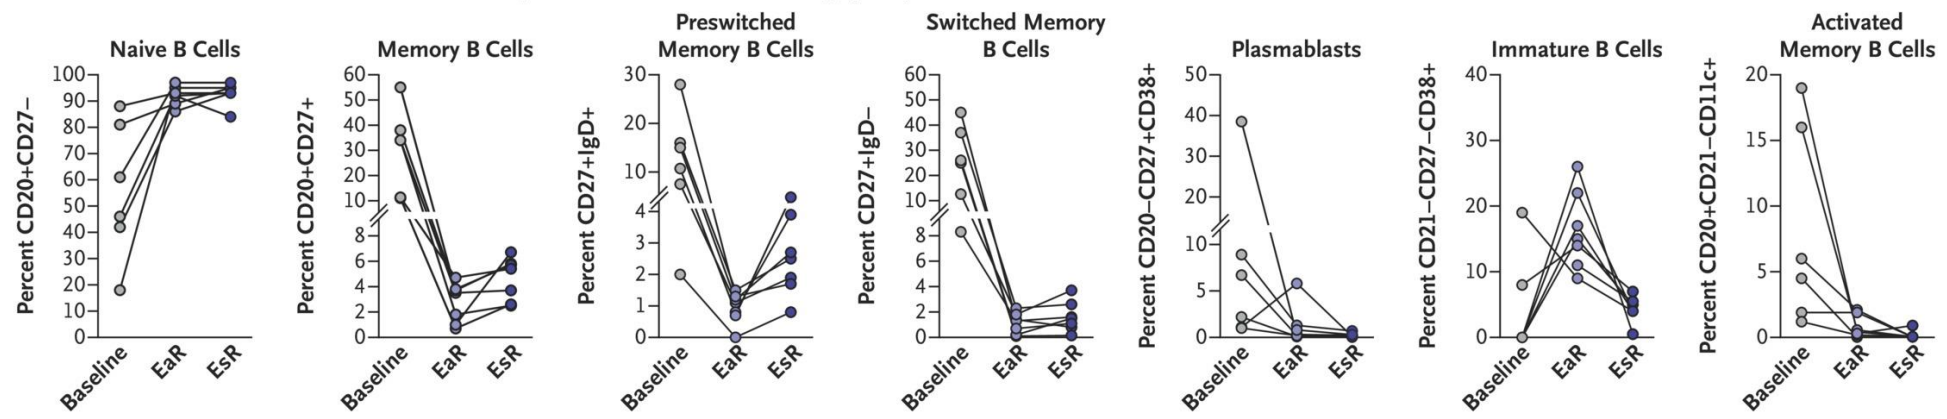 Naive B Cells
Percent CD20+CD27−
100
90
80
70
60
50
40
30
20
10
0
Baseline
EaR
EsR
Memory B Cells
Percent CD20+CD27+
60
50
40
30
20
10
8
6
4
2
0
Baseline
EaR
EsR
Preswitched
Memory B Cells
Percent CD27+IgD+
30
20
10
4
3
2
1
0
Baseline
EaR
EsR
Switched Memory
B Cells
Percent CD27+IgD−
60
50
40
30
20
10
8
6
4
2
0
Baseline
EaR
EsR
Plasmablasts
Percent CD20−CD27+CD38+
50
40
30
20
10
5
0
Baseline
EaR
EsR
Immature B Cells
Percent CD21−CD27−CD38+
40
30
20
10
0
Baseline
EaR
EsR
Activated
Memory B Cells
Percent CD20+CD21−CD11c+
20
15
10
5
0
Baseline
EaR
EsR